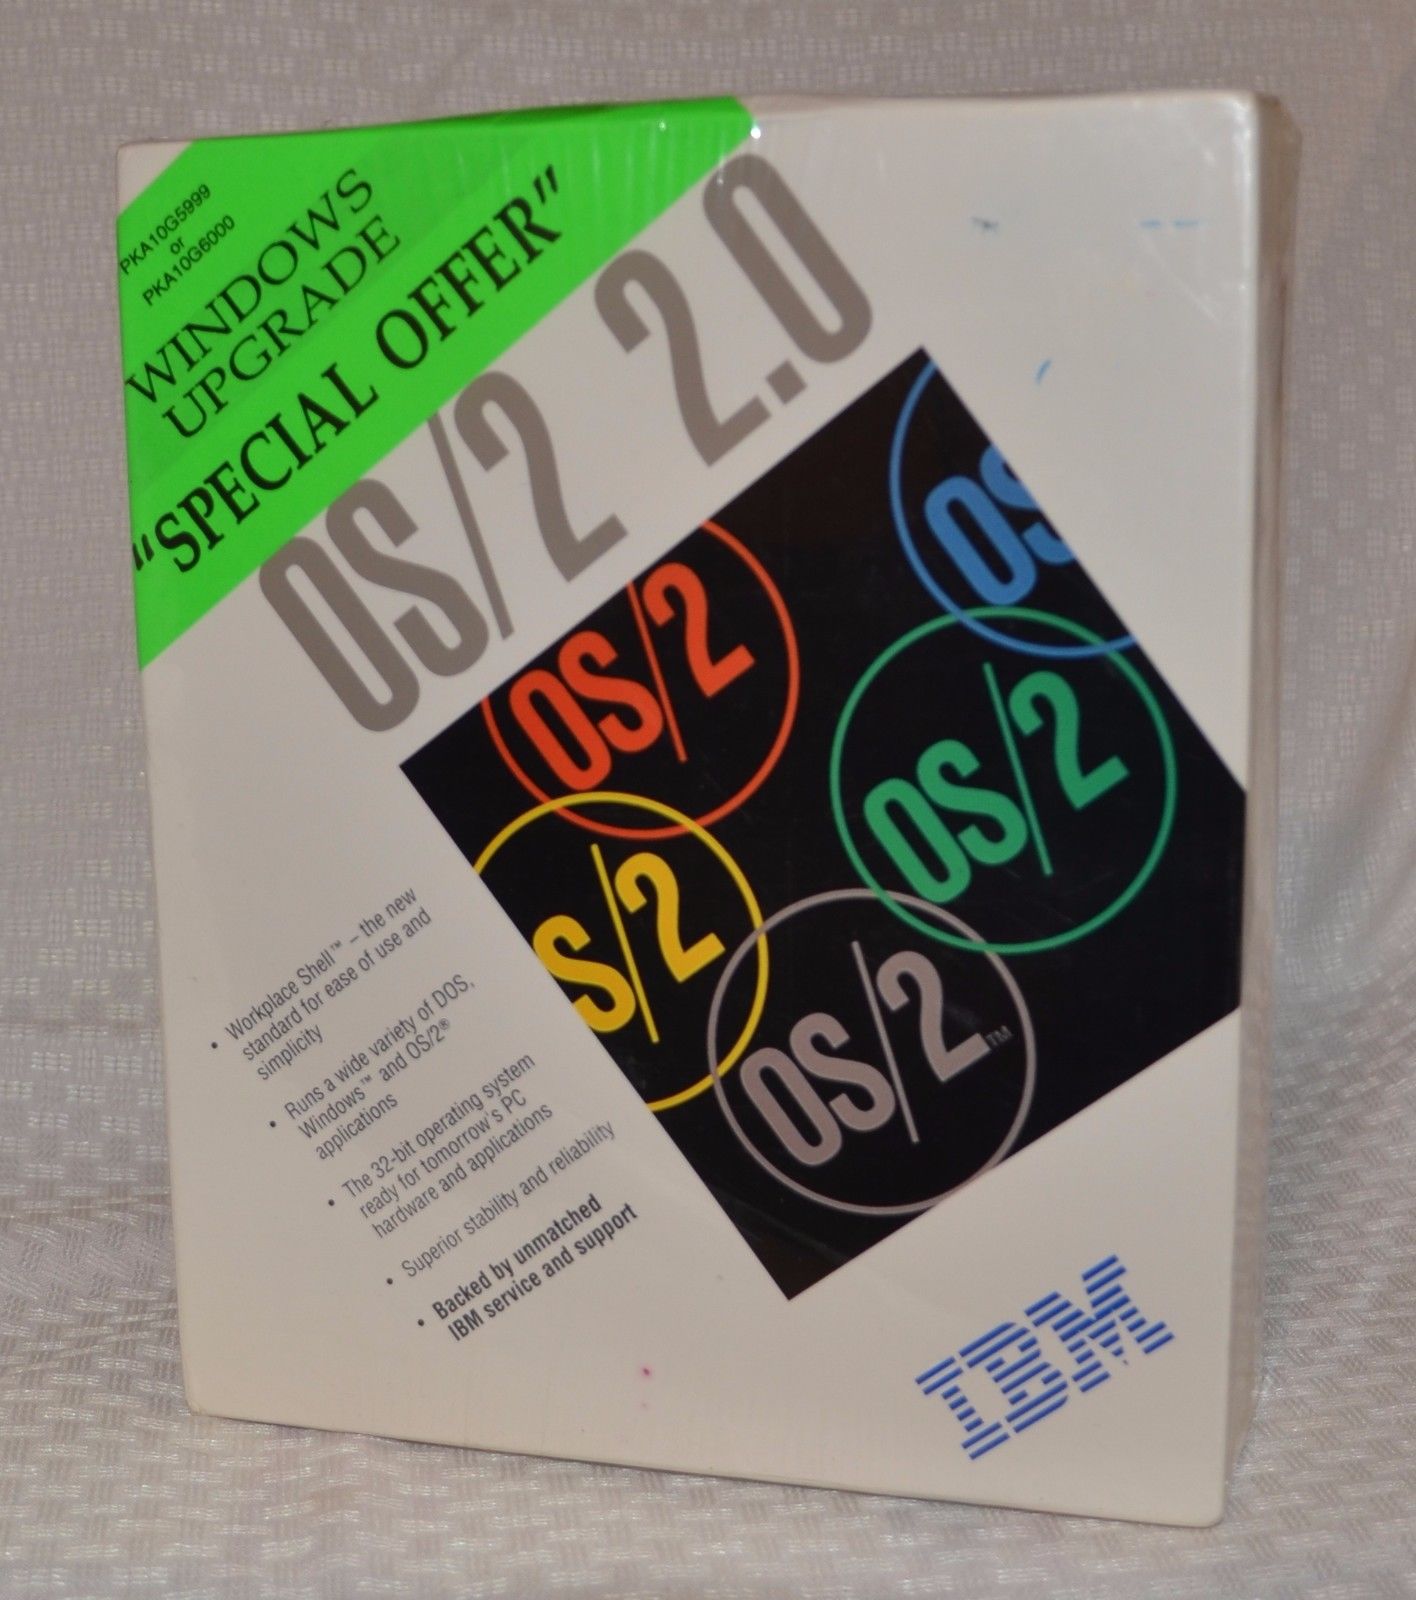 PKA10G5999
or
PKA10G6000
WINDOWS
UPGRADE
"SPECIAL OFFER"
OS/2 2.0
OS
OS/2
OS/2
S/2
OS/2™
• Workplace Shell™ – the new
standard for ease of use and
simplicity
• Runs a wide variety of DOS,
Windows™ and OS/2®
applications
• The 32-bit operating system
ready for tomorrow's PC
hardware and applications
• Superior stability and reliability
• Backed by unmatched
IBM service and support
IBM